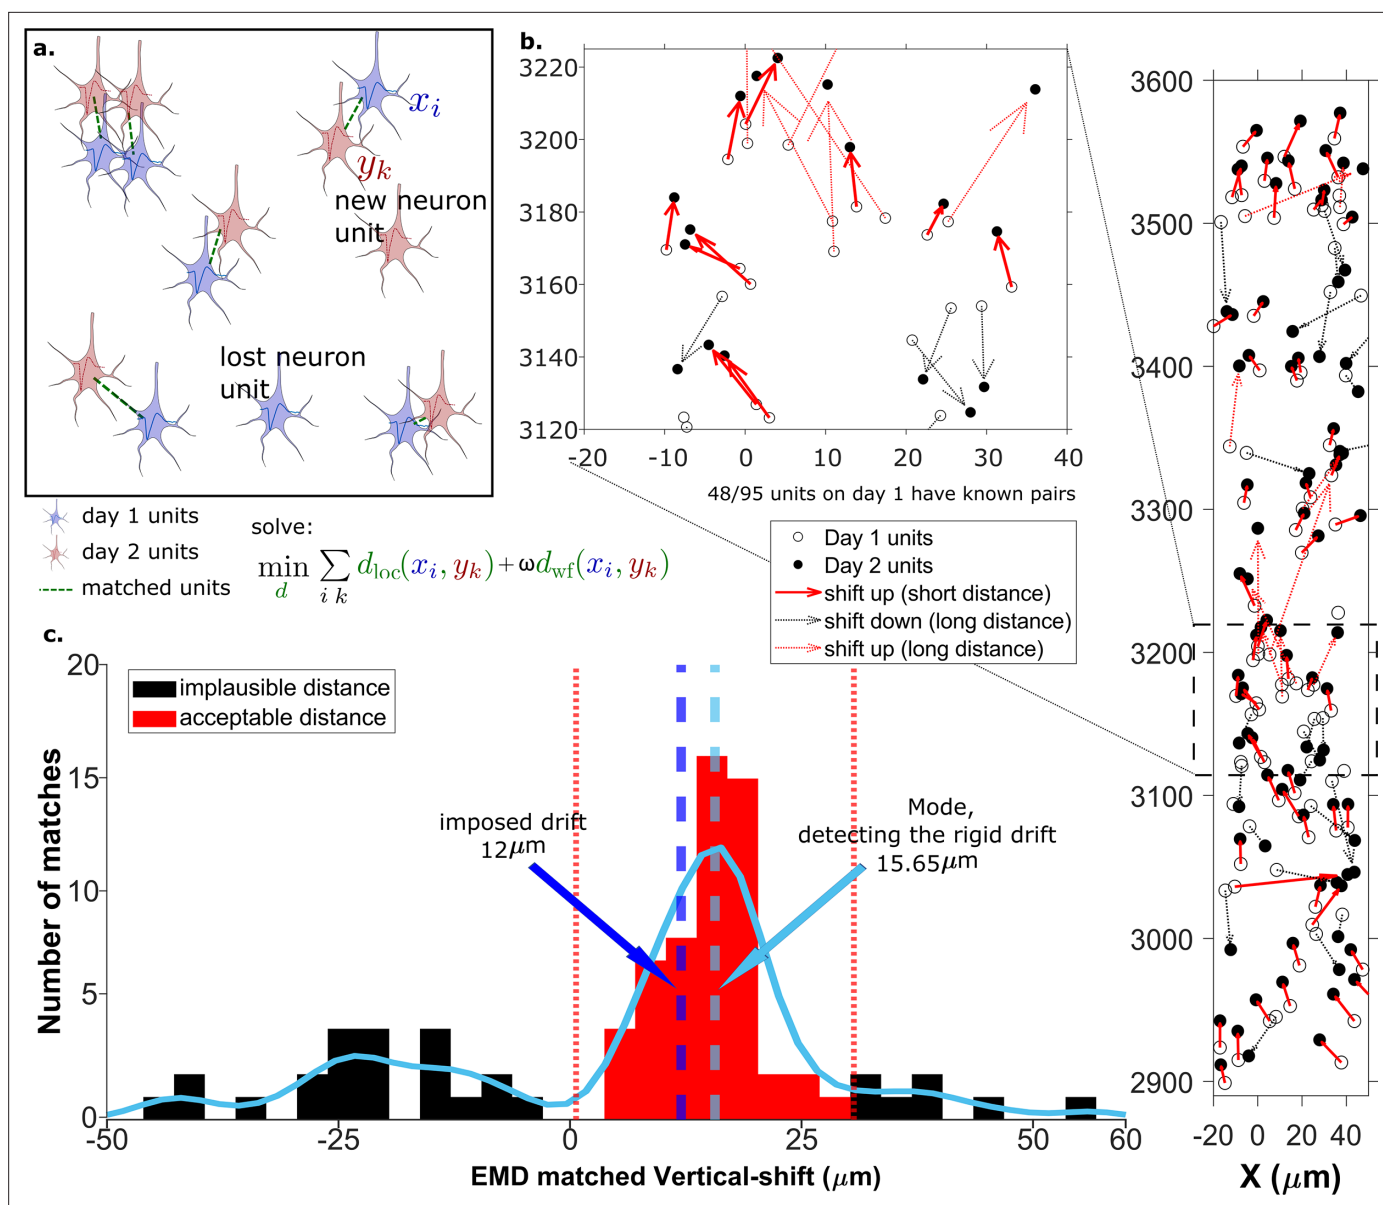 a.
x_i
y_k
new neuron
unit
lost neuron
unit
day 1 units
day 2 units
matched units
solve:
min_d ∑_{i k} d_loc(x_i, y_k) + ωd_wf(x_i, y_k)
b.
3220
3200
3180
3160
3140
3120
-20 -10 0 10 20 30 40
48/95 units on day 1 have known pairs
Day 1 units
Day 2 units
shift up (short distance)
shift down (long distance)
shift up (long distance)
3600
3500
3400
3300
3200
3100
3000
2900
-20 0 20 40
X (μm)
c.
20
15
10
5
0
Number of matches
implausible distance
acceptable distance
imposed drift
12μm
Mode,
detecting the rigid drift
15.65μm
-50 -25 0 25 50 60
EMD matched Vertical-shift (μm)